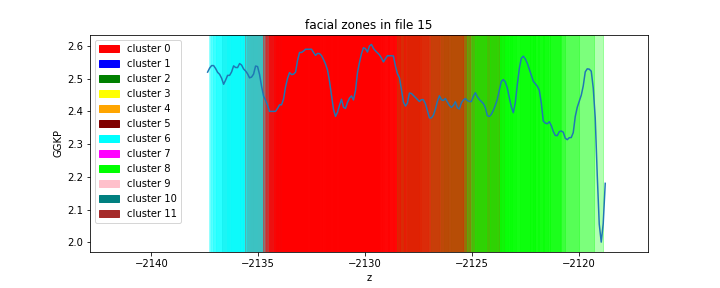 facial zones in file 15
cluster 0
cluster 1
cluster 2
cluster 3
cluster 4
cluster 5
cluster 6
cluster 7
cluster 8
cluster 9
cluster 10
cluster 11
GGKP
2.6
2.5
2.4
2.3
2.2
2.1
2.0
−2140
−2135
−2130
−2125
−2120
z